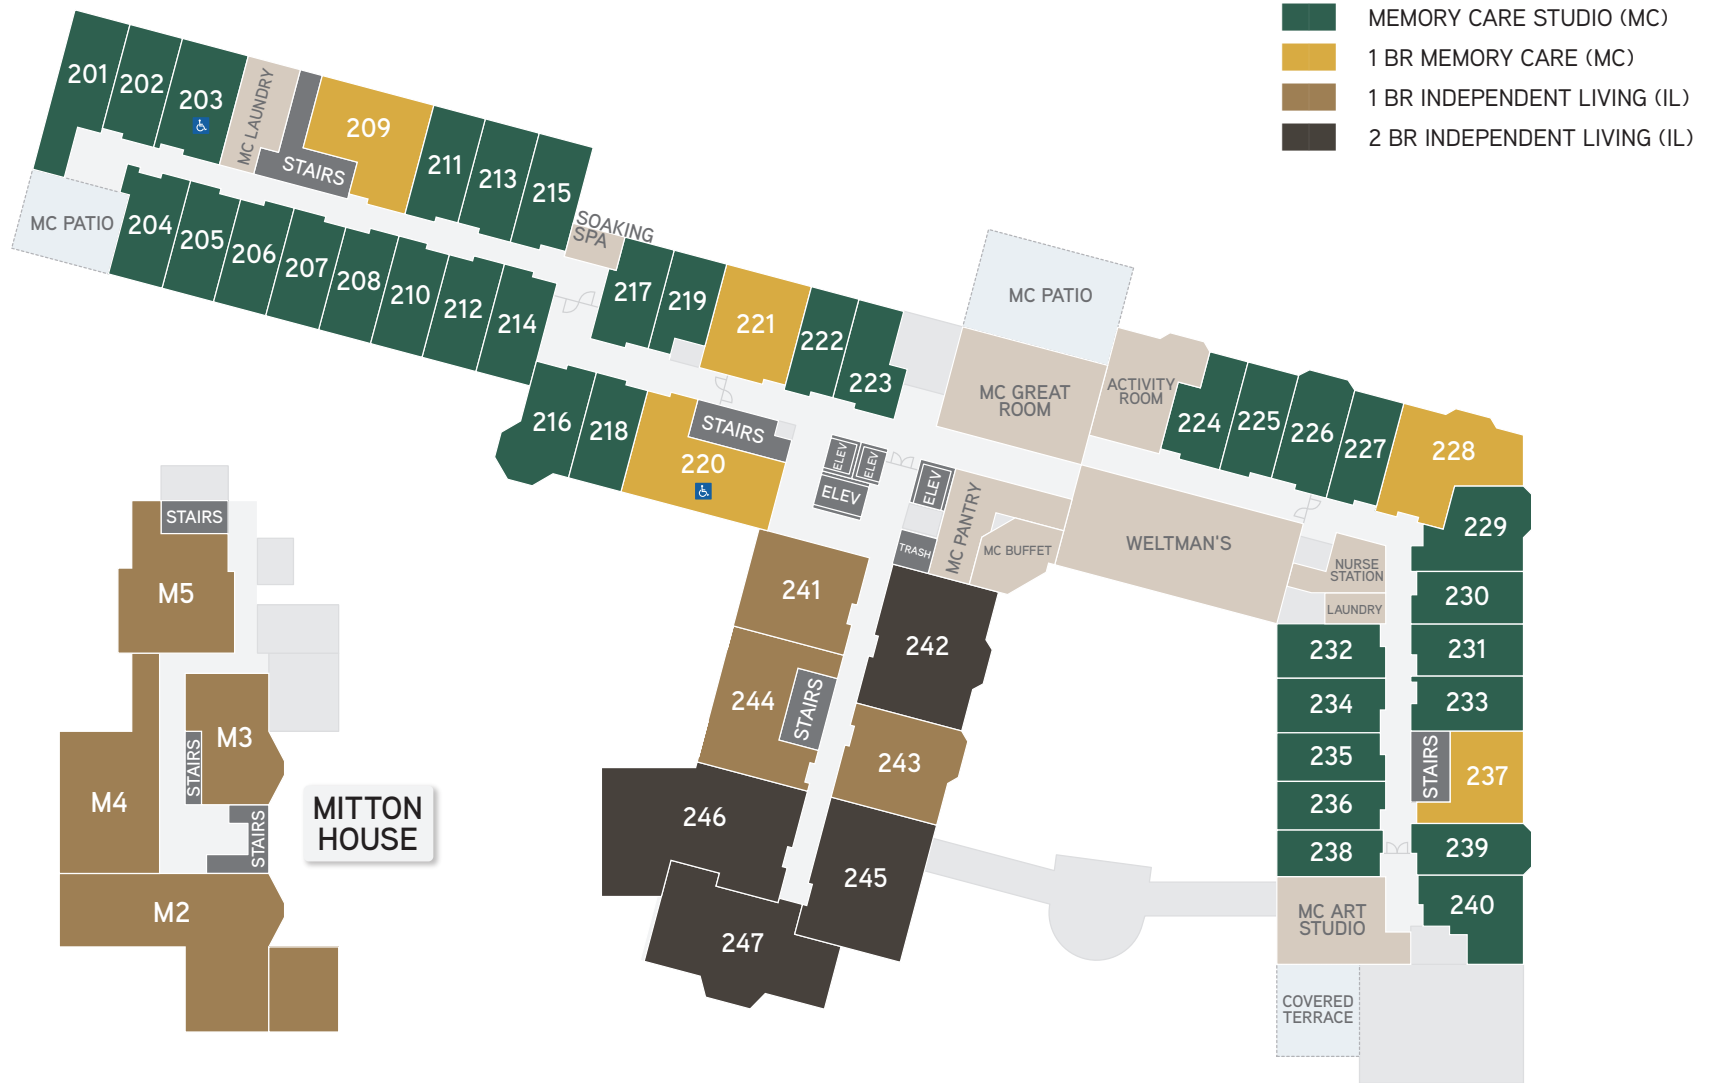 MEMORY CARE STUDIO (MC)
1 BR MEMORY CARE (MC)
1 BR INDEPENDENT LIVING (IL)
2 BR INDEPENDENT LIVING (IL)
201
202
203
MC LAUNDRY
STAIRS
209
211
213
215
SOAKING
SPA
MC PATIO
204
205
206
207
208
210
212
214
217
219
221
222
223
216
218
220
STAIRS
ELEV
ELEV
ELEV
ELEV
TRASH
MC PANTRY
MC BUFFET
MC PATIO
MC GREAT
ROOM
ACTIVITY
ROOM
224
225
226
227
228
229
WELTMAN'S
NURSE
STATION
LAUNDRY
230
231
232
233
234
235
236
STAIRS
237
238
239
240
MC ART
STUDIO
COVERED
TERRACE
241
242
244
STAIRS
243
246
245
247
STAIRS
M5
M3
STAIRS
M4
STAIRS
M2
MITTON
HOUSE